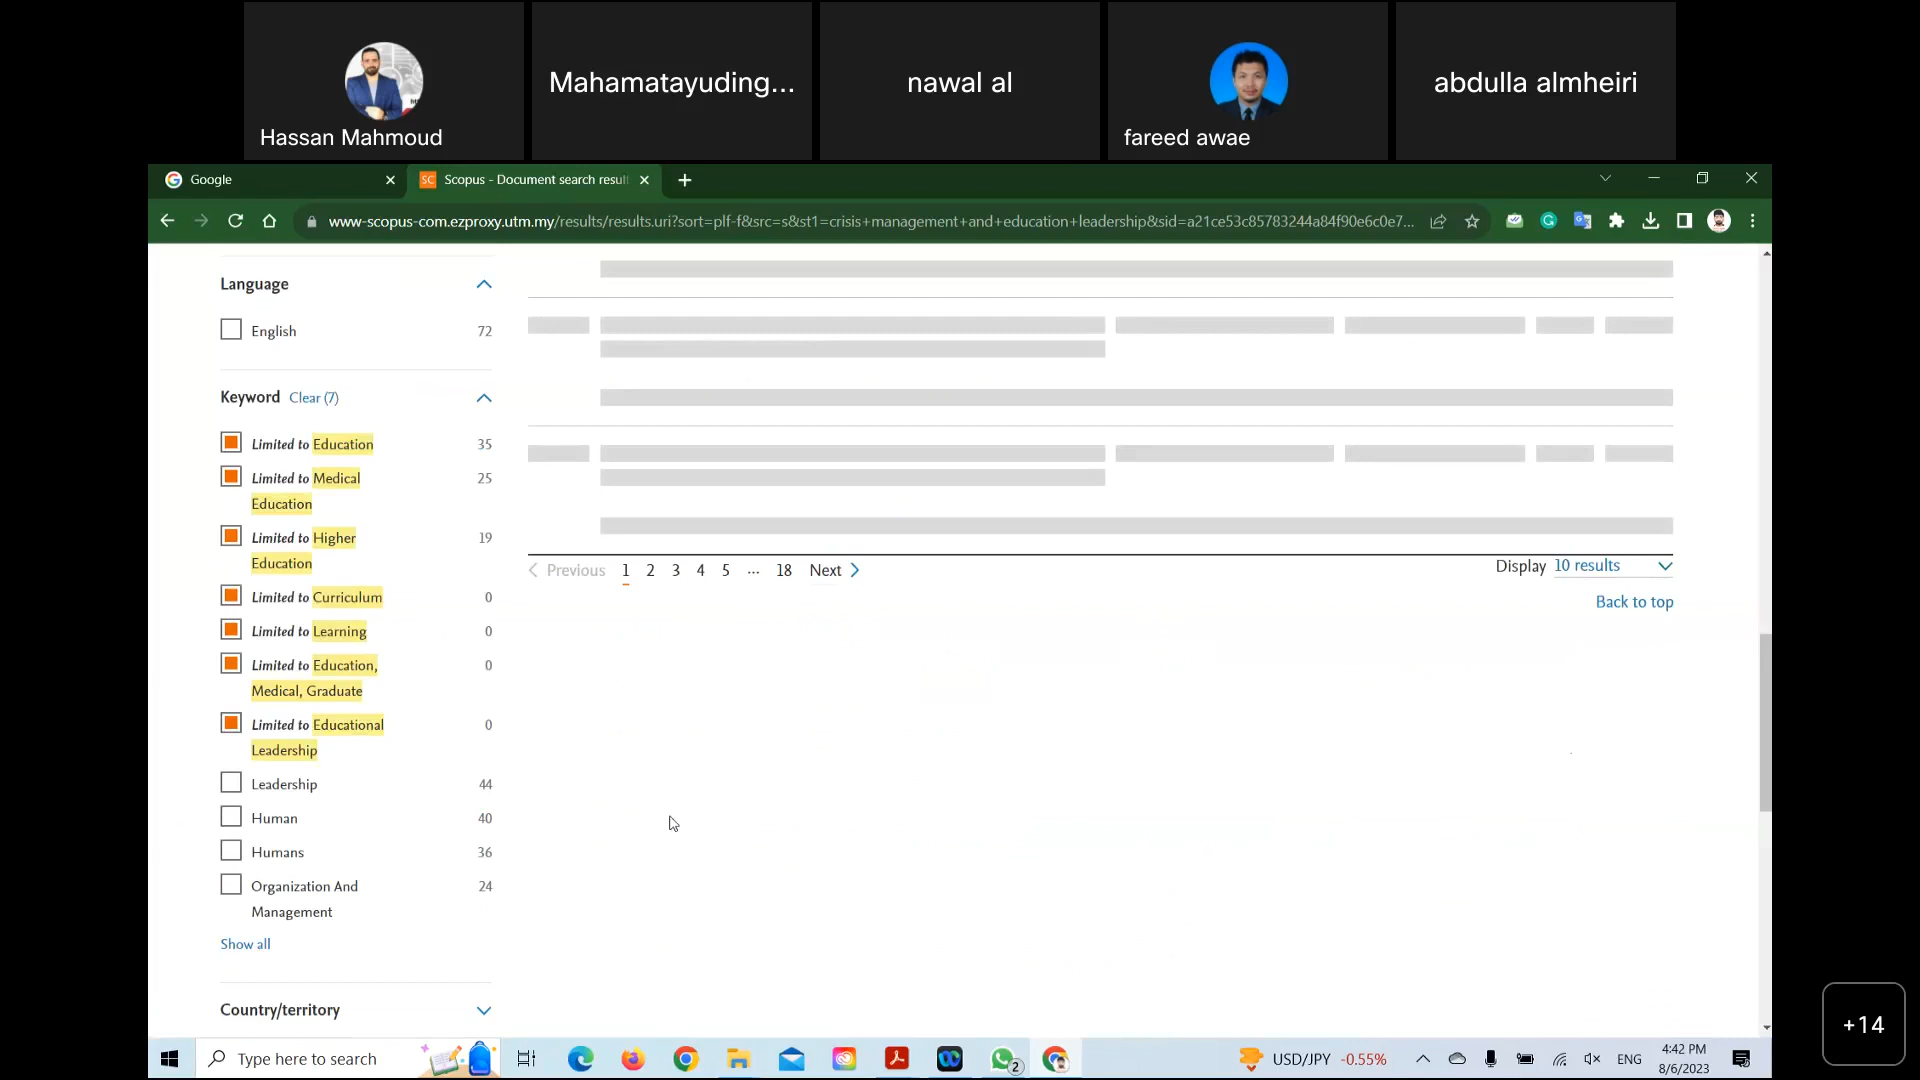 Hassan Mahmoud
Mahamatayuding...
nawal al
fareed awae
abdulla almheiri
Google
Scopus - Document search resul
www-scopus-com.ezproxy.utm.my/results/results.uri?sort=plf-f&src=s&st1=crisis+management+and+education+leadership&sid=a21ce53c85783244a84f90e6c0e7...
Language
English 72
Keyword Clear (7)
Limited to Education 35
Limited to Medical 25
Education
Limited to Higher 19
Education
Limited to Curriculum 0
Limited to Learning 0
Limited to Education, 0
Medical, Graduate
Limited to Educational 0
Leadership
Leadership 44
Human 40
Humans 36
Organization And 24
Management
Show all
Country/territory
Previous 1 2 3 4 5 ... 18 Next
Display 10 results
Back to top
+14
Type here to search
2
USD/JPY -0.55%
ENG
4:42 PM
8/6/2023